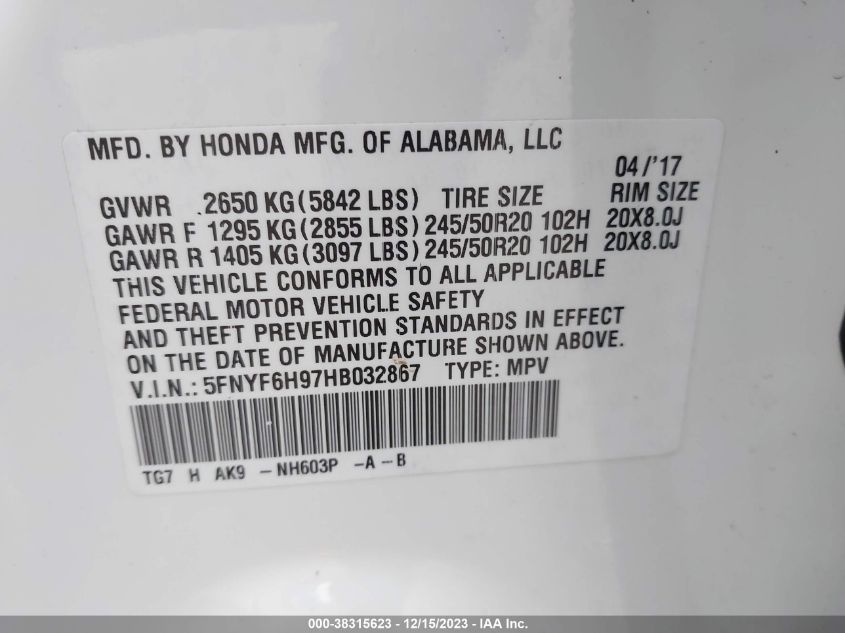 MFD. BY HONDA MFG. OF ALABAMA, LLC
04/'17
GVWR 2650 KG(5842 LBS) TIRE SIZE RIM SIZE
GAWR F 1295 KG(2855 LBS)245/50R20 102H 20X8.0J
GAWR R 1405 KG(3097 LBS)245/50R20 102H 20X8.0J
THIS VEHICLE CONFORMS TO ALL APPLICABLE
FEDERAL MOTOR VEHICLE SAFETY
AND THEFT PREVENTION STANDARDS IN EFFECT
ON THE DATE OF MANUFACTURE SHOWN ABOVE.
V.I.N.: 5FNYF6H97HB032867 TYPE: MPV
TG7 H AK9 -NH603P -A-B
000-38315623 - 12/15/2023 - IAA Inc.